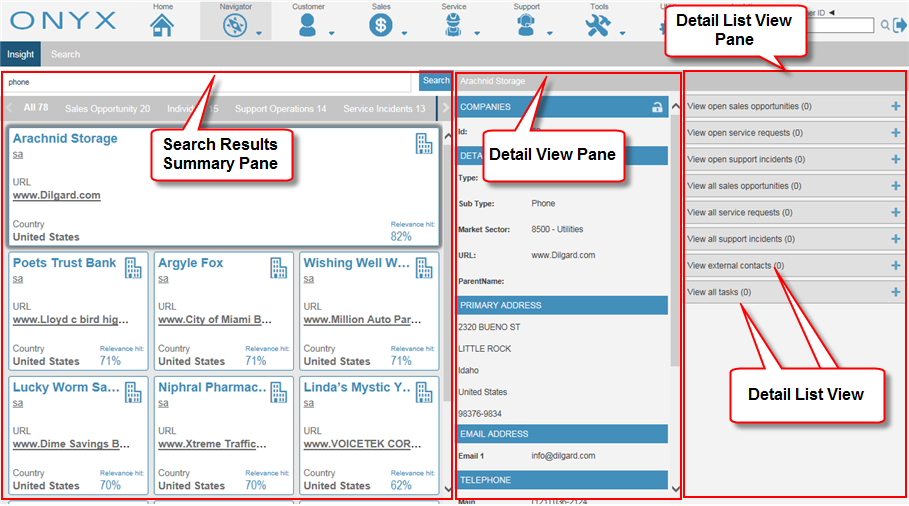 ONYX
Home
Navigator
Customer
Sales
Service
Support
Tools
Detail List View
Pane
ID
Insight
Search
phone
Search
All 78
Sales Opportunity 20
Support Operations 14
Service Incidents 13
Search Results
Summary Pane
Arachnid Storage
sa
URL
www.Dilgard.com
Country
United States
Relevance hit:
82%
Poets Trust Bank
sa
URL
www.Lloyd c bird hig...
Country
United States
Relevance hit:
71%
Argyle Fox
sa
URL
www.City of Miami B...
Country
United States
Relevance hit:
71%
Wishing Well W...
sa
URL
www.Million Auto Par...
Country
United States
Relevance hit:
71%
Lucky Worm Sa...
sa
URL
www.Dime Savings B...
Country
United States
Relevance hit:
70%
Niphral Pharmac..
sa
URL
www.Xtreme Traffic...
Country
United States
Relevance hit:
70%
Linda's Mystic Y...
sa
URL
www.VOICETEK COR...
Country
United States
Relevance hit:
62%
Arachnid Storage
COMPANIES
Id:
Detail View Pane
Type:
Sub Type: Phone
Market Sector: 8500 - Utilities
URL: www.Dilgard.com
ParentName:
PRIMARY ADDRESS
2320 BUENO ST
LITTLE ROCK
Idaho
United States
98376-9834
EMAIL ADDRESS
Email 1 info@dilgard.com
TELEPHONE
Main
View open sales opportunities (0)
View open service requests (0)
View open support incidents (0)
View all sales opportunities (0)
View all service requests (0)
View all support incidents (0)
View external contacts (0)
View all tasks (0)
Detail List View